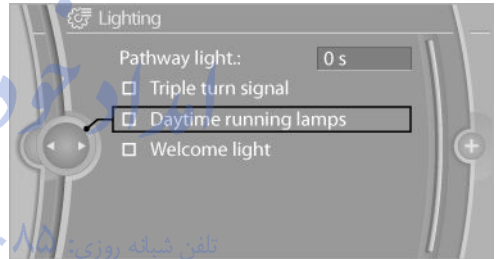 Lighting
Pathway light.: 0 s
Triple turn signal
Daytime running lamps
Welcome light
تلفن شبانه روزی: